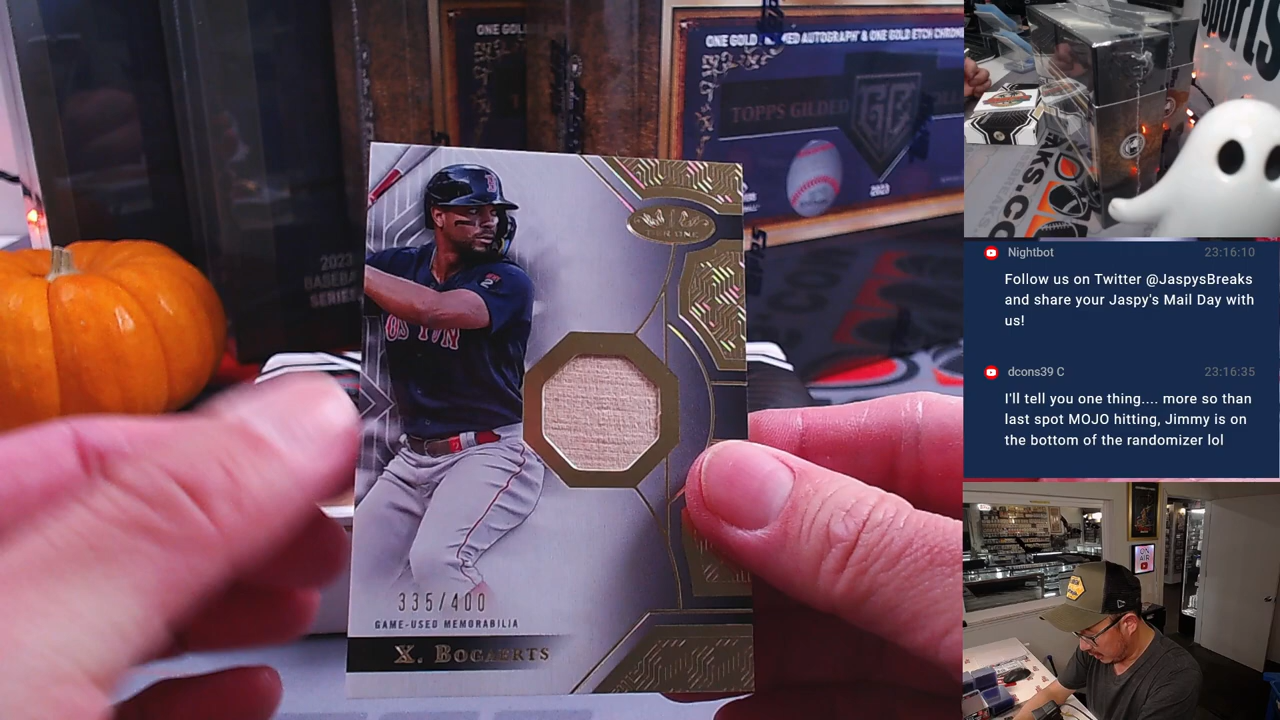 ONE GOLD
ONE GOLD
AUTOGRAPH & ONE GOLD ETCH CHROME
TOPPS GILDED
2023
2023
BASEBALL
SERIES
TIER ONE
BOSTON
335/400
GAME-USED MEMORABILIA
X. BOGAERTS
Sports
Nightbot
23:16:10
Follow us on Twitter @JaspysBreaks
and share your Jaspy's Mail Day with
us!
dcons39 C
23:16:35
I'll tell you one thing.... more so than
last spot MOJO hitting, Jimmy is on
the bottom of the randomizer lol
ON
AIR